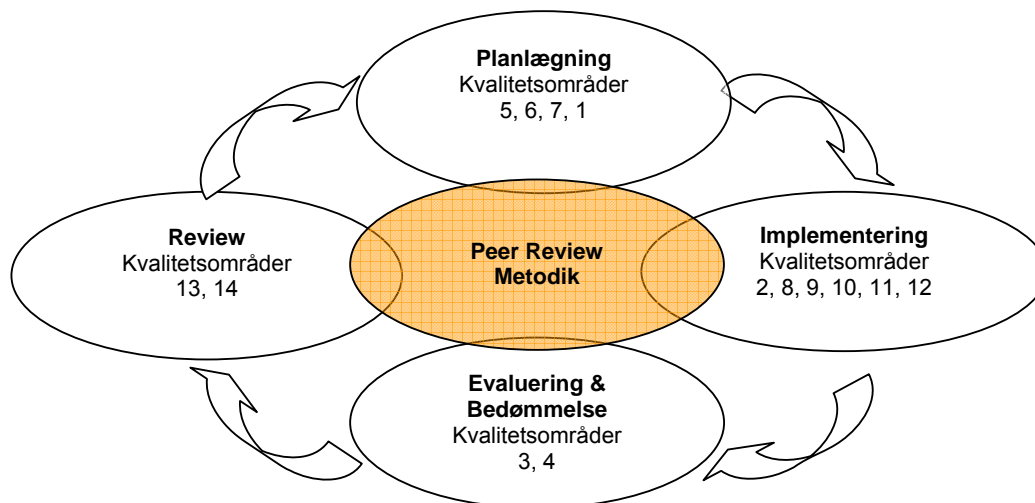 Planlægning
Kvalitetsområder
5, 6, 7, 1
Review
Kvalitetsområder
13, 14
Peer Review
Metodik
Implementering
Kvalitetsområder
2, 8, 9, 10, 11, 12
Evaluering &
Bedømmelse
Kvalitetsområder
3, 4